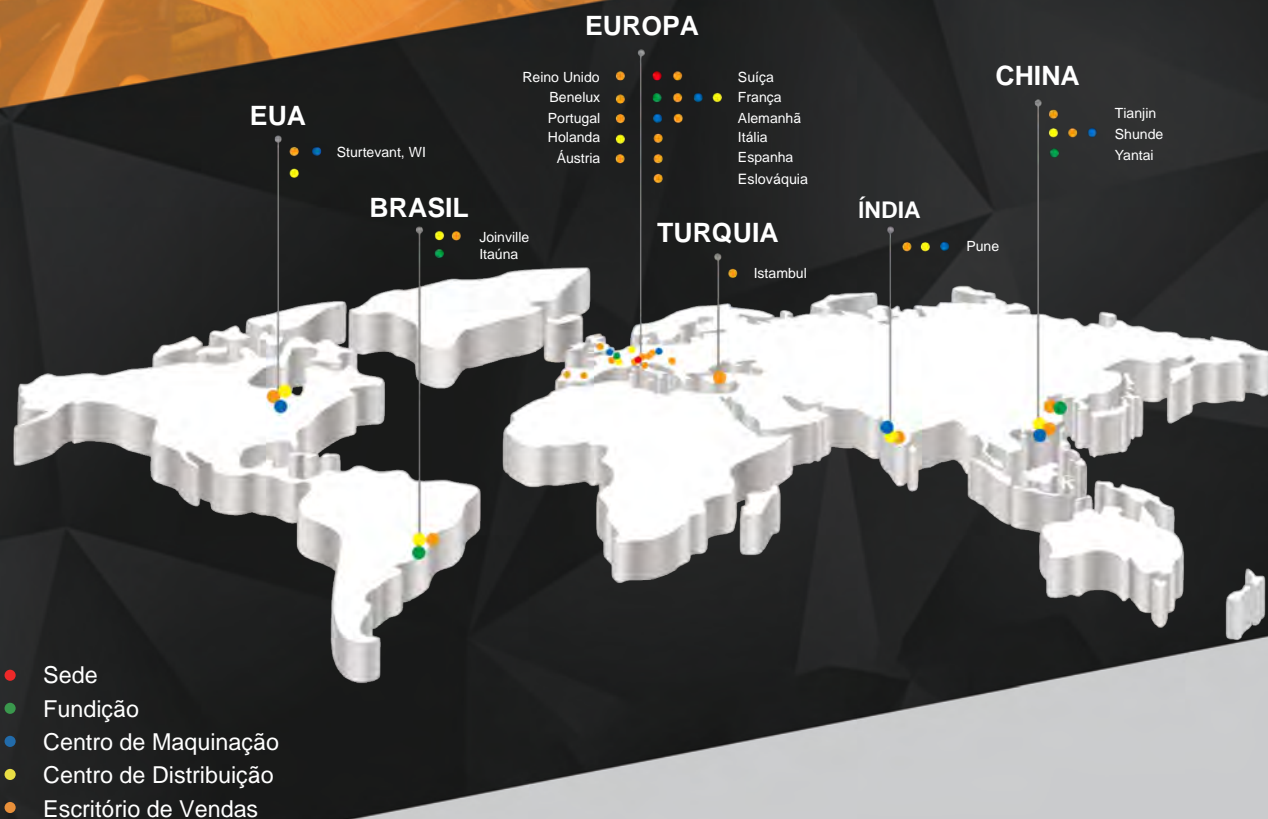 EUROPA
Reino Unido
Benelux
Portugal
Holanda
Áustria
Suíça
França
Alemanhã
Itália
Espanha
Eslováquia
CHINA
Tianjin
Shunde
Yantai
EUA
Sturtevant, WI
BRASIL
Joinville
Itaúna
TURQUIA
Istambul
ÍNDIA
Pune
Sede
Fundição
Centro de Maquinação
Centro de Distribuição
Escritório de Vendas